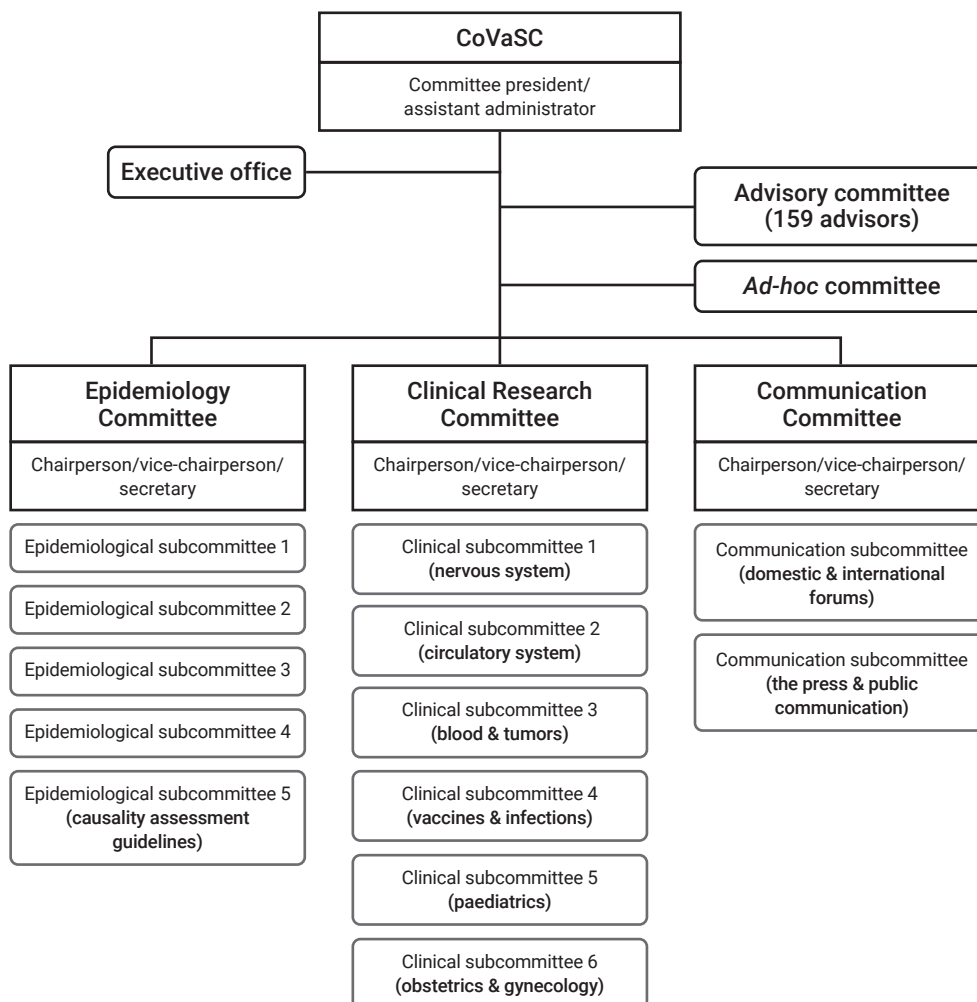 CoVaSC
Committee president/
assistant administrator
Executive office
Advisory committee
(159 advisors)
Ad-hoc committee
Epidemiology
Committee
Chairperson/vice-chairperson/
secretary
Epidemiological subcommittee 1
Epidemiological subcommittee 2
Epidemiological subcommittee 3
Epidemiological subcommittee 4
Epidemiological subcommittee 5
(causality assessment
guidelines)
Clinical Research
Committee
Chairperson/vice-chairperson/
secretary
Clinical subcommittee 1
(nervous system)
Clinical subcommittee 2
(circulatory system)
Clinical subcommittee 3
(blood & tumors)
Clinical subcommittee 4
(vaccines & infections)
Clinical subcommittee 5
(paediatrics)
Clinical subcommittee 6
(obstetrics & gynecology)
Communication
Committee
Chairperson/vice-chairperson/
secretary
Communication subcommittee
(domestic & international
forums)
Communication subcommittee
(the press & public
communication)